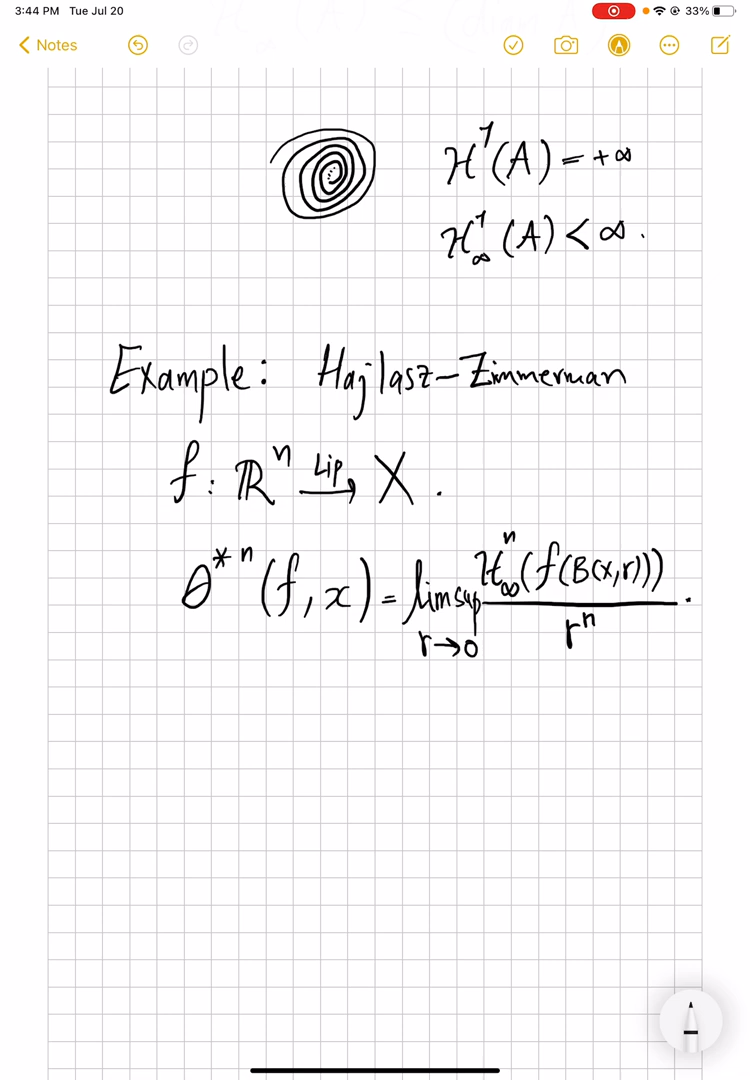 3:44 PM Tue Jul 20 33%
Notes
H¹(A) = +∞
H¹_∞(A) < ∞.
Example: Hajlasz-Zimmerman
f: ℝⁿ Lip→ X.
θ*ⁿ(f, x) = limsup_{r→0} Hⁿ_∞(f(B(x,r))) / rⁿ.